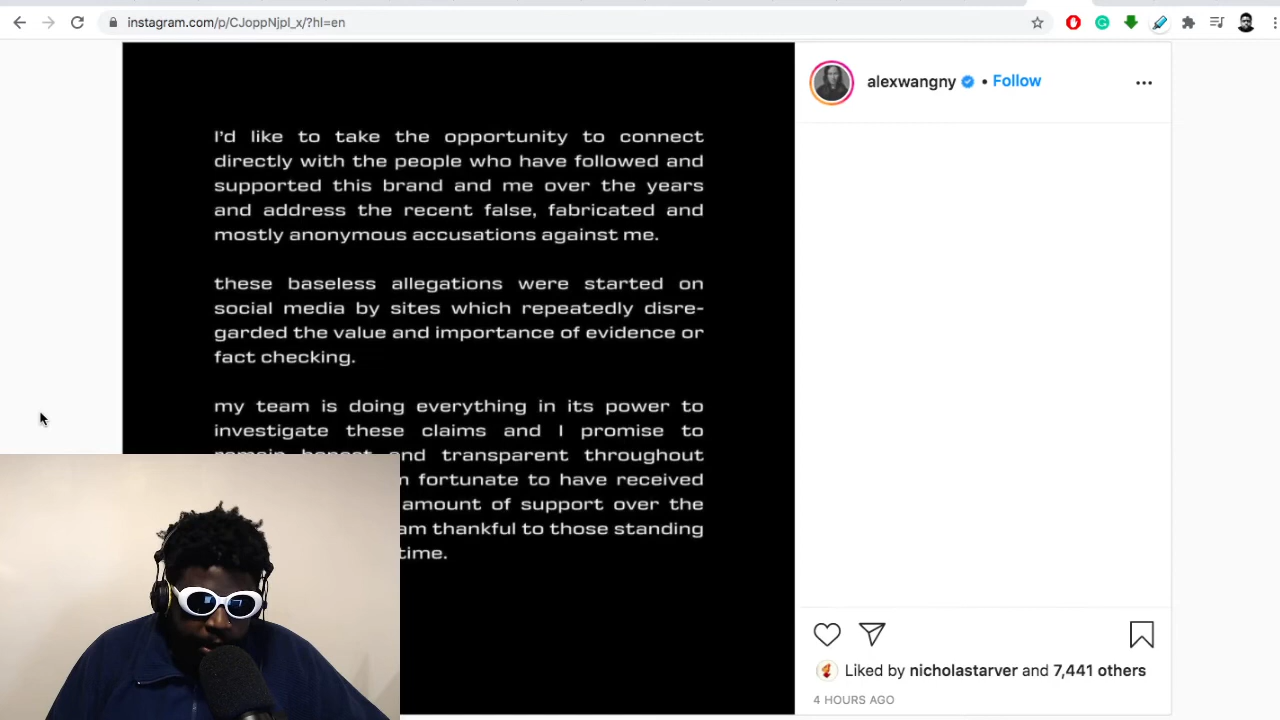 instagram.com/p/CJoppNjpl_x/?hl=en
alexwangny • Follow
I'd like to take the opportunity to connect
directly with the people who have followed and
supported this brand and me over the years
and address the recent false, fabricated and
mostly anonymous accusations against me.
these baseless allegations were started on
social media by sites which repeatedly disre-
garded the value and importance of evidence or
fact checking.
my team is doing everything in its power to
investigate these claims and I promise to
remain honest and transparent throughout
fortunate to have received
amount of support over the
am thankful to those standing
time.
Liked by nicholastarver and 7,441 others
4 HOURS AGO